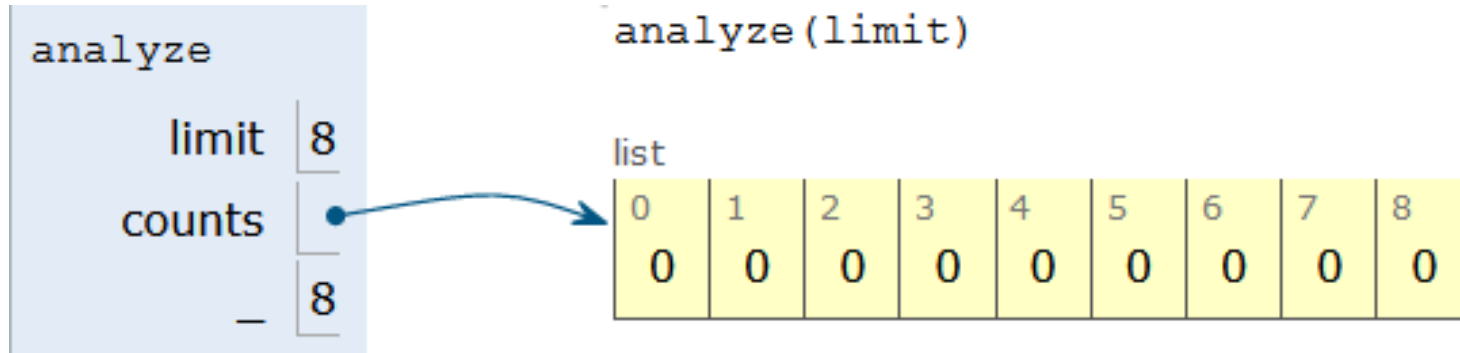 analyze
limit 8
counts
_ 8
analyze(limit)
list
0 1 2 3 4 5 6 7 8
0 0 0 0 0 0 0 0 0